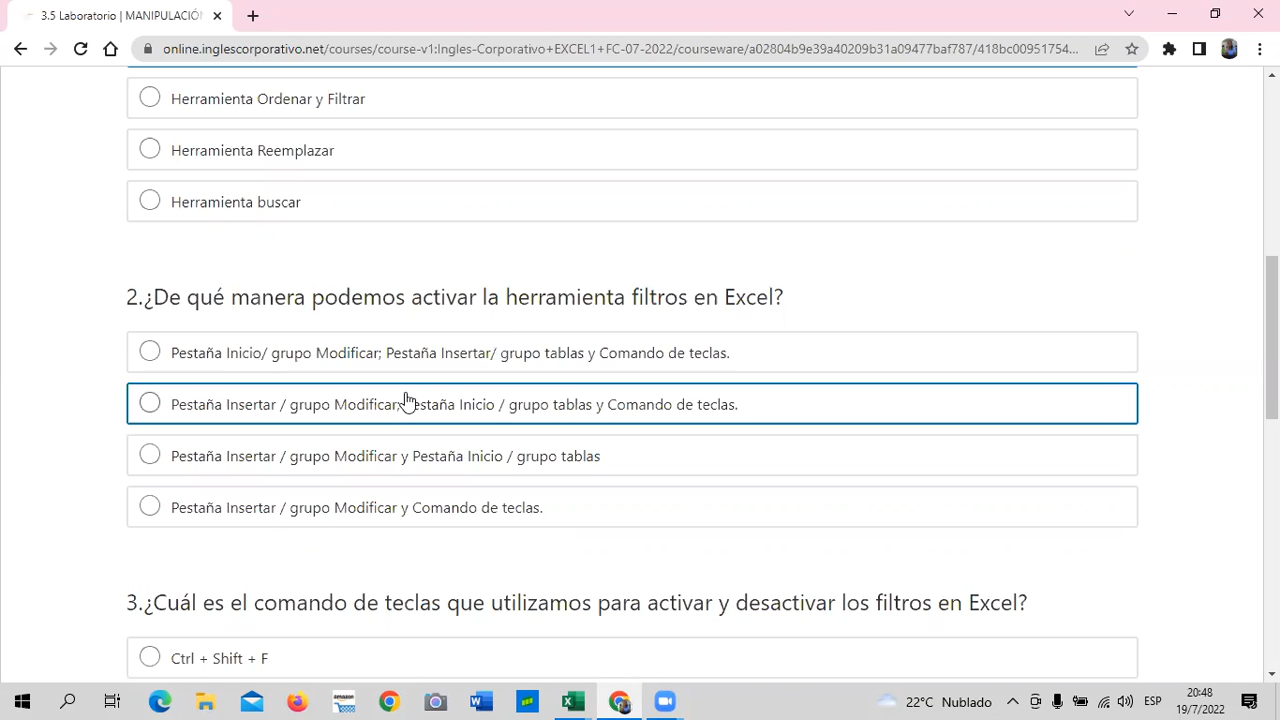 3.5 Laboratorio | MANIPULACIÓN
online.inglescorporativo.net/courses/course-v1:Ingles-Corporativo+EXCEL1+FC-07-2022/courseware/a02804b9e39a40209b31a09477baf787/418bc00951754...
Herramienta Ordenar y Filtrar
Herramienta Reemplazar
Herramienta buscar
2.¿De qué manera podemos activar la herramienta filtros en Excel?
Pestaña Inicio/ grupo Modificar; Pestaña Insertar/ grupo tablas y Comando de teclas.
Pestaña Insertar / grupo Modificar; Pestaña Inicio / grupo tablas y Comando de teclas.
Pestaña Insertar / grupo Modificar y Pestaña Inicio / grupo tablas
Pestaña Insertar / grupo Modificar y Comando de teclas.
3.¿Cuál es el comando de teclas que utilizamos para activar y desactivar los filtros en Excel?
Ctrl + Shift + F
amazon
22°C Nublado
ESP
20:48
19/7/2022